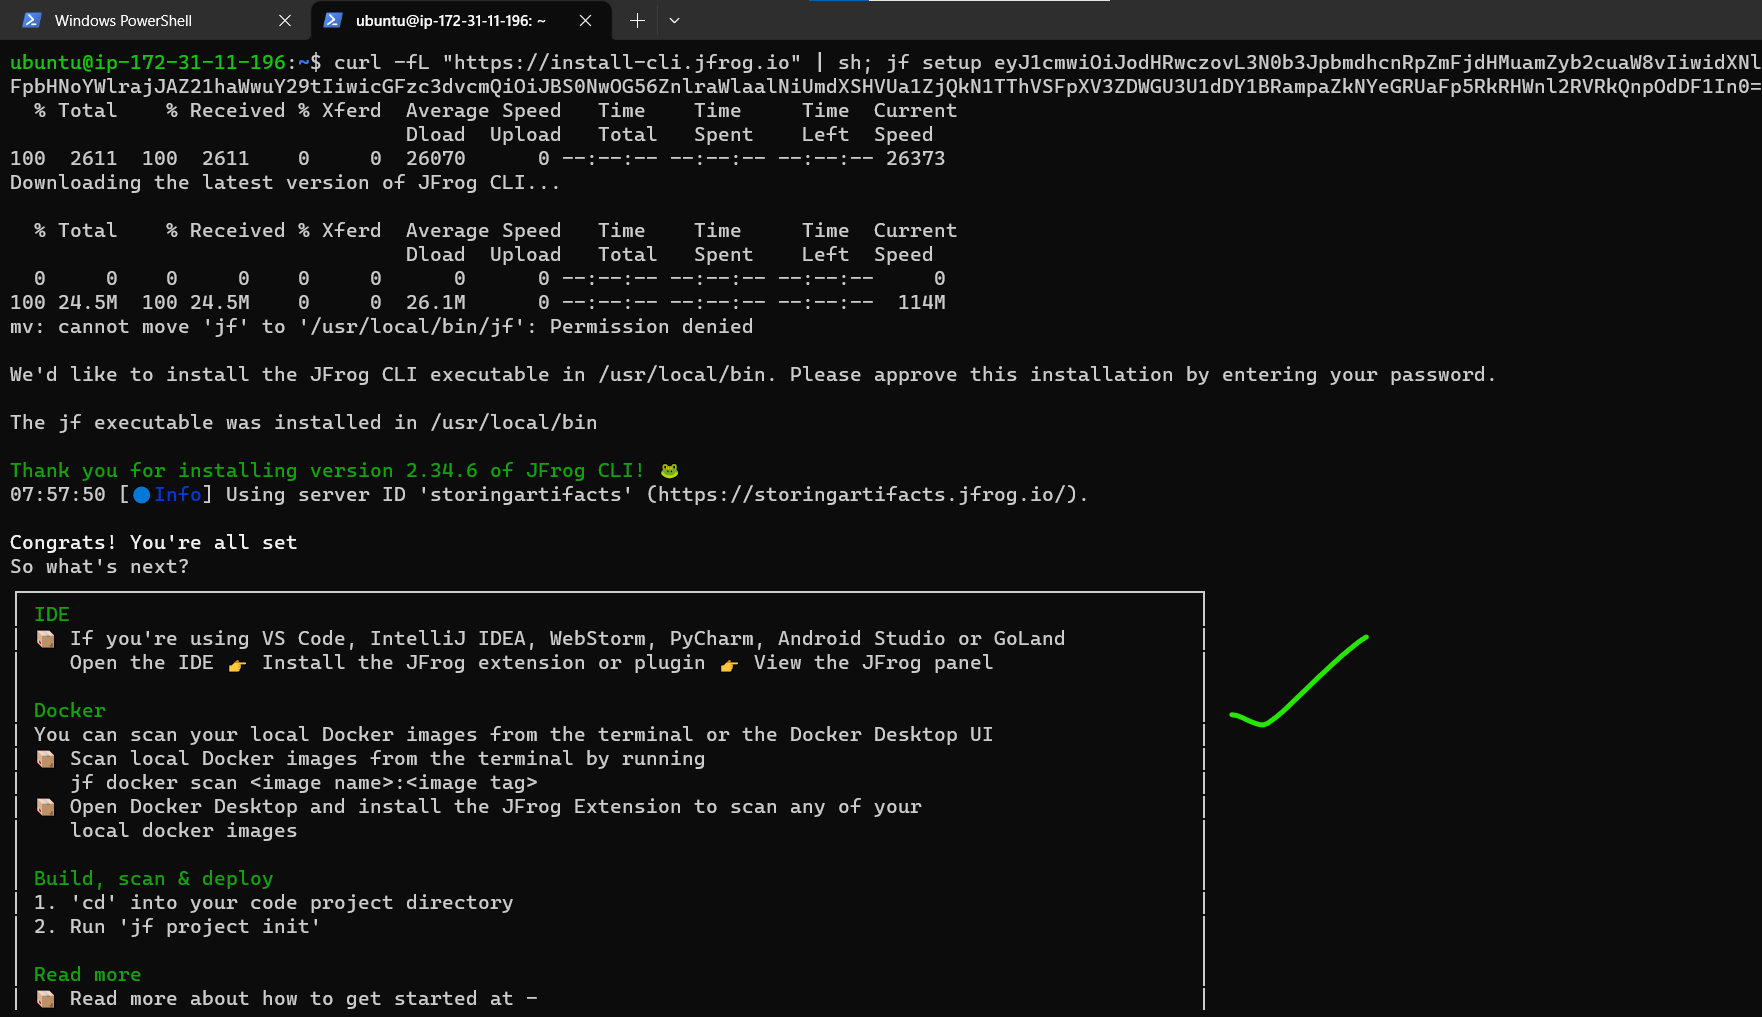 Windows PowerShell
ubuntu@ip-172-31-11-196: ~
ubuntu@ip-172-31-11-196:~$ curl -fL "https://install-cli.jfrog.io" | sh; jf setup
% Total % Received % Xferd Average Speed Time Time Time Current
Dload Upload Total Spent Left Speed
100 2611 100 2611 0 0 26070 0 --:--:-- --:--:-- --:--:-- 26373
Downloading the latest version of JFrog CLI...
% Total % Received % Xferd Average Speed Time Time Time Current
Dload Upload Total Spent Left Speed
0 0 0 0 0 0 0 0 --:--:-- --:--:-- --:--:-- 0
100 24.5M 100 24.5M 0 0 26.1M 0 --:--:-- --:--:-- --:--:-- 114M
mv: cannot move 'jf' to '/usr/local/bin/jf': Permission denied
We'd like to install the JFrog CLI executable in /usr/local/bin. Please approve this installation by entering your password.
The jf executable was installed in /usr/local/bin
Thank you for installing version 2.34.6 of JFrog CLI! 🐸
07:57:50 [🔵Info] Using server ID 'storingartifacts' (https://storingartifacts.jfrog.io/).
Congrats! You're all set
So what's next?
IDE
📦 If you're using VS Code, IntelliJ IDEA, WebStorm, PyCharm, Android Studio or GoLand
Open the IDE 👉 Install the JFrog extension or plugin 👉 View the JFrog panel
Docker
You can scan your local Docker images from the terminal or the Docker Desktop UI
📦 Scan local Docker images from the terminal by running
jf docker scan <image name>:<image tag>
📦 Open Docker Desktop and install the JFrog Extension to scan any of your
local docker images
Build, scan & deploy
1. 'cd' into your code project directory
2. Run 'jf project init'
Read more
📦 Read more about how to get started at -